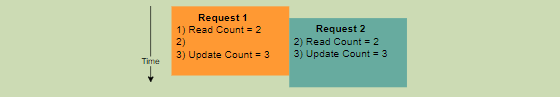 Request 1
1) Read Count = 2
2)
3) Update Count = 3
Request 2
2) Read Count = 2
3) Update Count = 3
Time